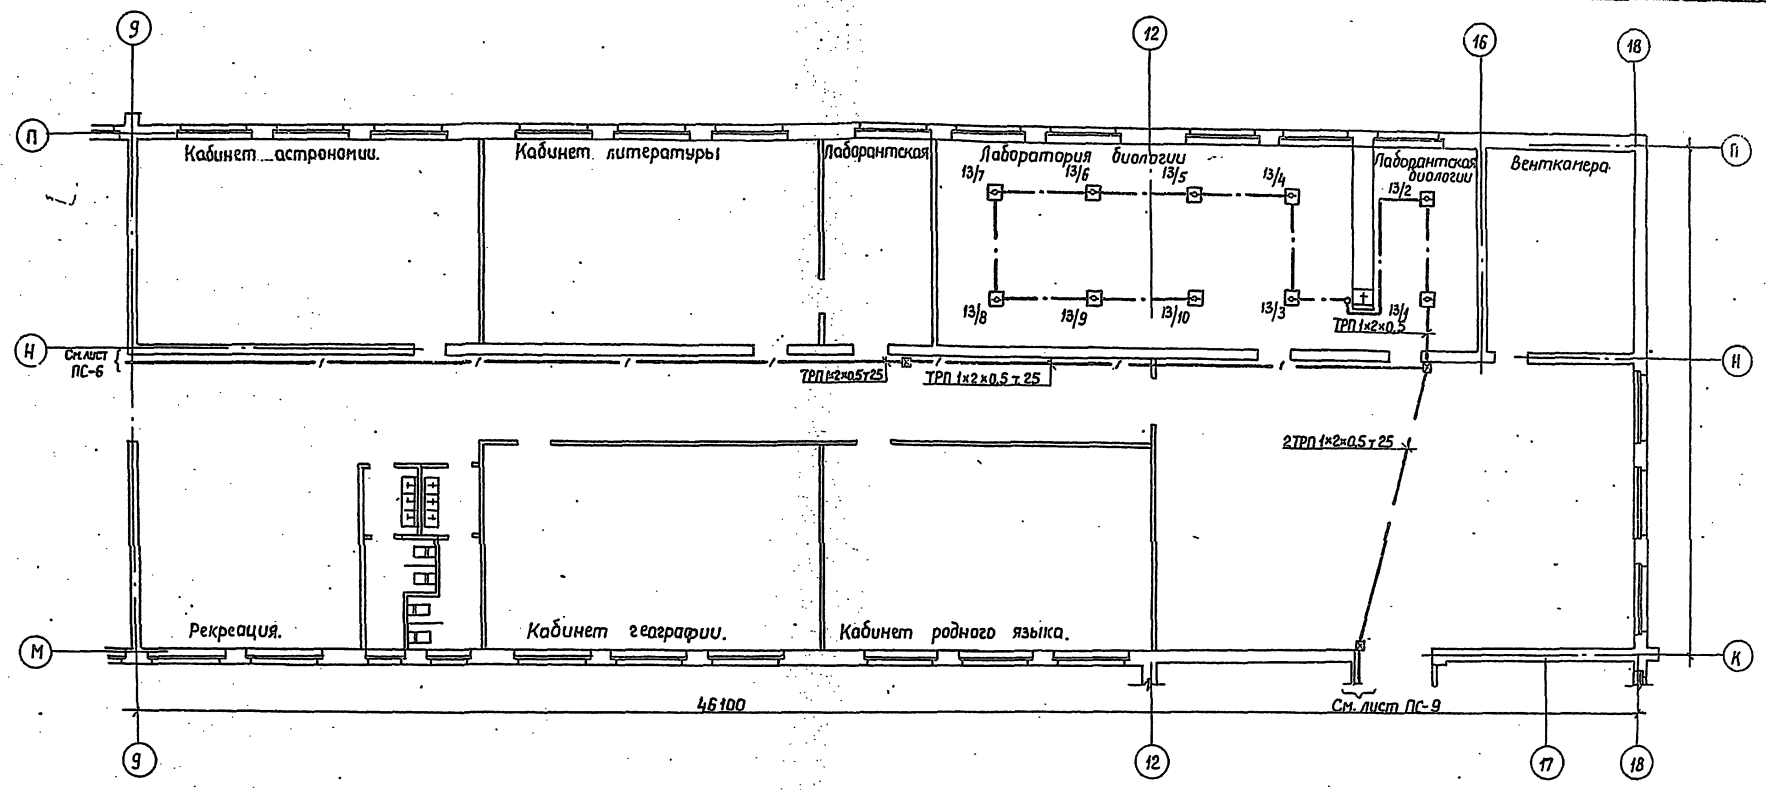 9
12
16
18
П
Кабинет астрономии.
Кабинет литературы
Лаборантская
Лаборатория биологии
Лаборантская
биологии
Венткамера.
П
13/7
13/6
13/5
13/4
13/2
13/8
13/9
13/10
13/3
13/1
ТРП 1×2×0,5
Н
См. лист
ПС-6
ТРП 1×2×0,5 т 25
ТРП 1×2×0,5 т. 25
Н
2ТРП 1×2×0,5 т 25
Рекреация.
Кабинет географии.
Кабинет родного языка.
М
К
46100
См. лист ПС-9
9
12
17
18